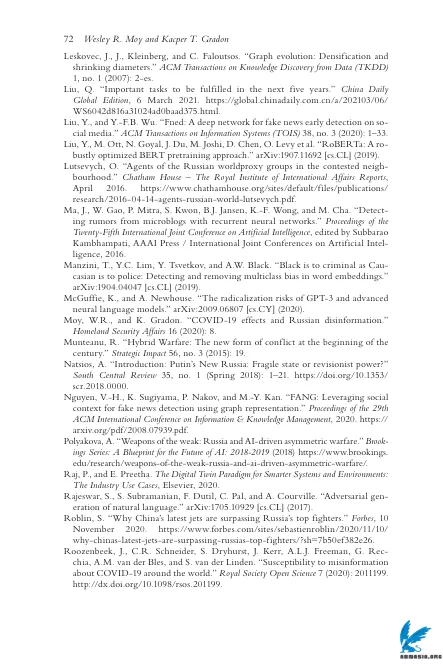 72 Wesley R. Moy and Kacper T. Gradon
Leskovec, J., J., Kleinberg, and C. Faloutsos. “Graph evolution: Densification and
shrinking diameters.” ACM Transactions on Knowledge Discovery from Data (TKDD)
1, no. 1 (2007): 2-es.
Liu, Q. “Important tasks to be fulfilled in the next five years.” China Daily
Global Edition, 6 March 2021. https://global.chinadaily.com.cn/a/202103/06/
WS6042d816a31024ad0baad375.html.
Liu, Y., and Y.-F.B. Wu. “Fned: A deep network for fake news early detection on so-
cial media.” ACM Transactions on Information Systems (TOIS) 38, no. 3 (2020): 1–33.
Liu, Y., M. Ott, N. Goyal, J. Du, M. Joshi, D. Chen, O. Levy et al. “RoBERTa: A ro-
bustly optimized BERT pretraining approach.” arXiv:1907.11692 [cs.CL] (2019).
Lutsevych, O. “Agents of the Russian worldproxy groups in the contested neigh-
bourhood.” Chatham House – The Royal Institute of International Affairs Reports,
April 2016. https://www.chathamhouse.org/sites/default/files/publications/
research/2016-04-14-agents-russian-world-lutsevych.pdf.
Ma, J., W. Gao, P. Mitra, S. Kwon, B.J. Jansen, K.-F. Wong, and M. Cha. “Detect-
ing rumors from microblogs with recurrent neural networks.” Proceedings of the
Twenty-Fifth International Joint Conference on Artificial Intelligence, edited by Subbarao
Kambhampati, AAAI Press / International Joint Conferences on Artificial Intel-
ligence, 2016.
Manzini, T., Y.C. Lim, Y. Tsvetkov, and A.W. Black. “Black is to criminal as Cau-
casian is to police: Detecting and removing multiclass bias in word embeddings.”
arXiv:1904.04047 [cs.CL] (2019).
McGuffie, K., and A. Newhouse. “The radicalization risks of GPT-3 and advanced
neural language models.” arXiv:2009.06807 [cs.CY] (2020).
Moy, W.R., and K. Gradon. “COVID-19 effects and Russian disinformation.”
Homeland Security Affairs 16 (2020): 8.
Munteanu, R. “Hybrid Warfare: The new form of conflict at the beginning of the
century.” Strategic Impact 56, no. 3 (2015): 19.
Natsios, A. “Introduction: Putin’s New Russia: Fragile state or revisionist power?”
South Central Review 35, no. 1 (Spring 2018): 1–21. https://doi.org/10.1353/
scr.2018.0000.
Nguyen, V.-H., K. Sugiyama, P. Nakov, and M.-Y. Kan. “FANG: Leveraging social
context for fake news detection using graph representation.” Proceedings of the 29th
ACM International Conference on Information & Knowledge Management, 2020. https://
arxiv.org/pdf/2008.07939.pdf.
Polyakova, A. “Weapons of the weak: Russia and AI-driven asymmetric warfare.” Brook-
ings Series: A Blueprint for the Future of AI: 2018-2019 (2018) https://www.brookings.
edu/research/weapons-of-the-weak-russia-and-ai-driven-asymmetric-warfare/.
Raj, P., and E. Preetha. The Digital Twin Paradigm for Smarter Systems and Environments:
The Industry Use Cases, Elsevier, 2020.
Rajeswar, S., S. Subramanian, F. Dutil, C. Pal, and A. Courville. “Adversarial gen-
eration of natural language.” arXiv:1705.10929 [cs.CL] (2017).
Roblin, S. “Why China’s latest jets are surpassing Russia’s top fighters.” Forbes, 10
November 2020. https://www.forbes.com/sites/sebastienroblin/2020/11/10/
why-chinas-latest-jets-are-surpassing-russias-top-fighters/?sh=7b50ef382e26.
Roozenbeek, J., C.R. Schneider, S. Dryhurst, J. Kerr, A.L.J. Freeman, G. Rec-
chia, A.M. van der Bles, and S. van der Linden. “Susceptibility to misinformation
about COVID-19 around the world.” Royal Society Open Science 7 (2020): 2011199.
http://dx.doi.org/10.1098/rsos.201199.